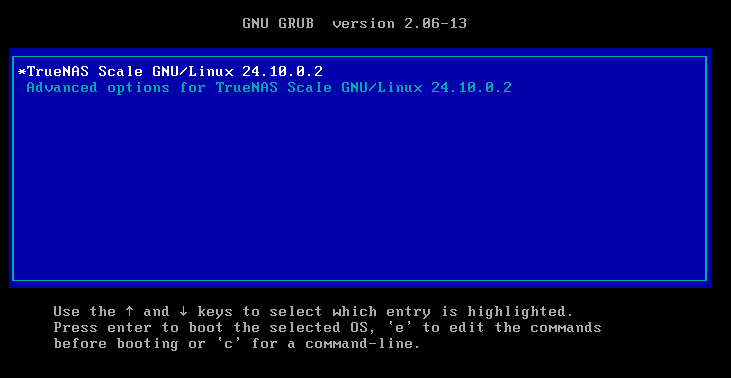 GNU GRUB  version 2.06-13
*TrueNAS Scale GNU/Linux 24.10.0.2
Advanced options for TrueNAS Scale GNU/Linux 24.10.0.2
Use the ↑ and ↓ keys to select which entry is highlighted.
Press enter to boot the selected OS, `e' to edit the commands
before booting or `c' for a command-line.